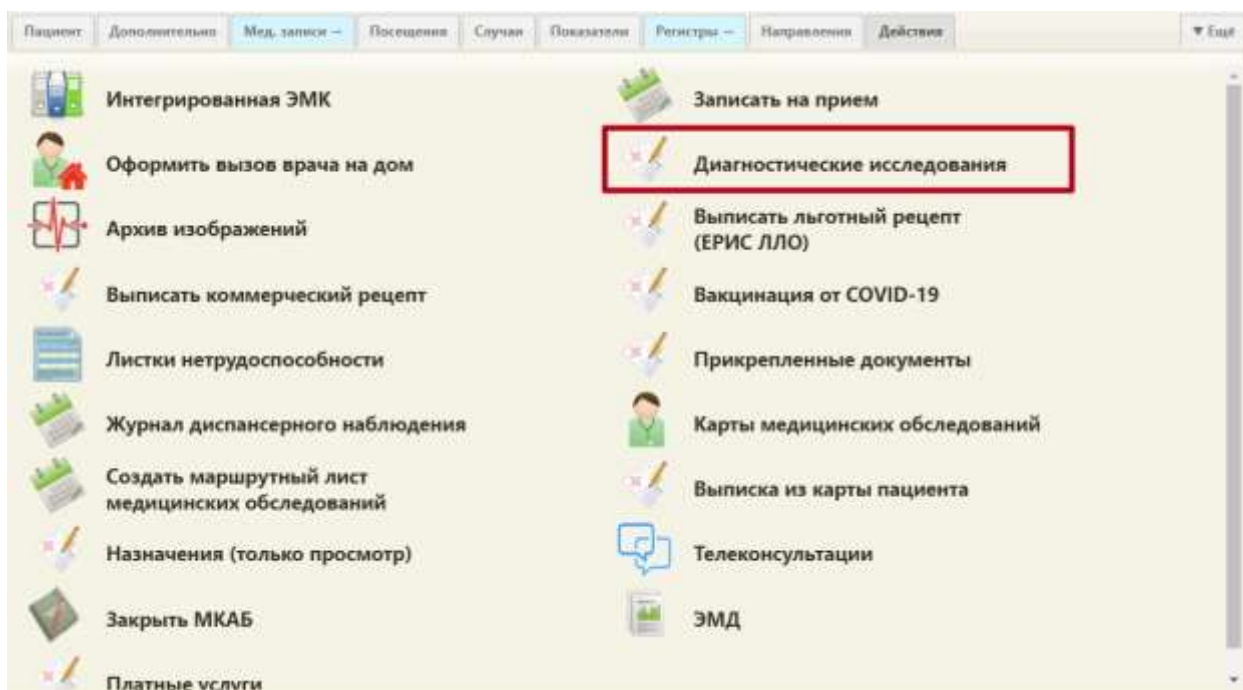 Пациент Дополнительно Мед. записи – Посещения Случаи Показатели Регистры – Направления Действия ▼ Ещё
Интегрированная ЭМК
Записать на прием
Оформить вызов врача на дом
Диагностические исследования
Архив изображений
Выписать льготный рецепт
(ЕРИС ЛЛО)
Выписать коммерческий рецепт
Вакцинация от COVID-19
Листки нетрудоспособности
Прикрепленные документы
Журнал диспансерного наблюдения
Карты медицинских обследований
Создать маршрутный лист
медицинских обследований
Выписка из карты пациента
Назначения (только просмотр)
Телеконсультации
Закрыть МКАБ
ЭМД
Платные услуги